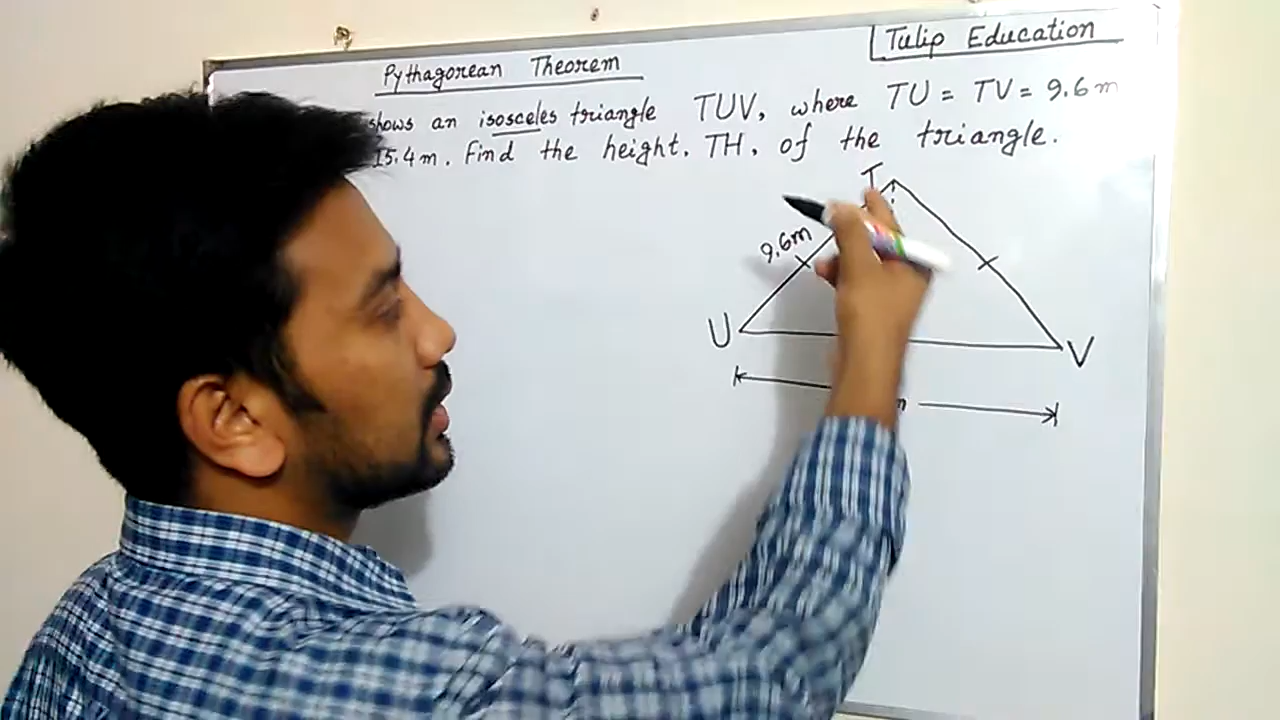 Tulip Education
Pythagorean Theorem
shows an isosceles triangle TUV, where TU = TV = 9.6m
15.4m. Find the height, TH, of the triangle.
T
9.6m
U
V